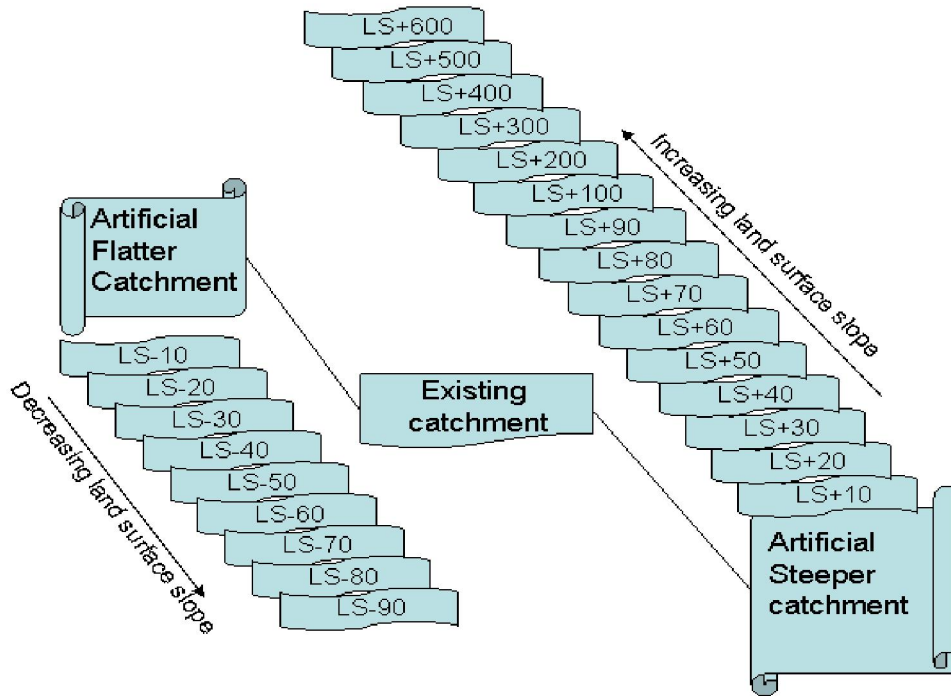 LS+600
LS+500
LS+400
LS+300
LS+200
LS+100
LS+90
LS+80
LS+70
LS+60
LS+50
LS+40
LS+30
LS+20
LS+10
Increasing land surface slope
Artificial
Flatter
Catchment
LS-10
LS-20
LS-30
LS-40
LS-50
LS-60
LS-70
LS-80
LS-90
Decreasing land surface slope
Existing
catchment
Artificial
Steeper
catchment